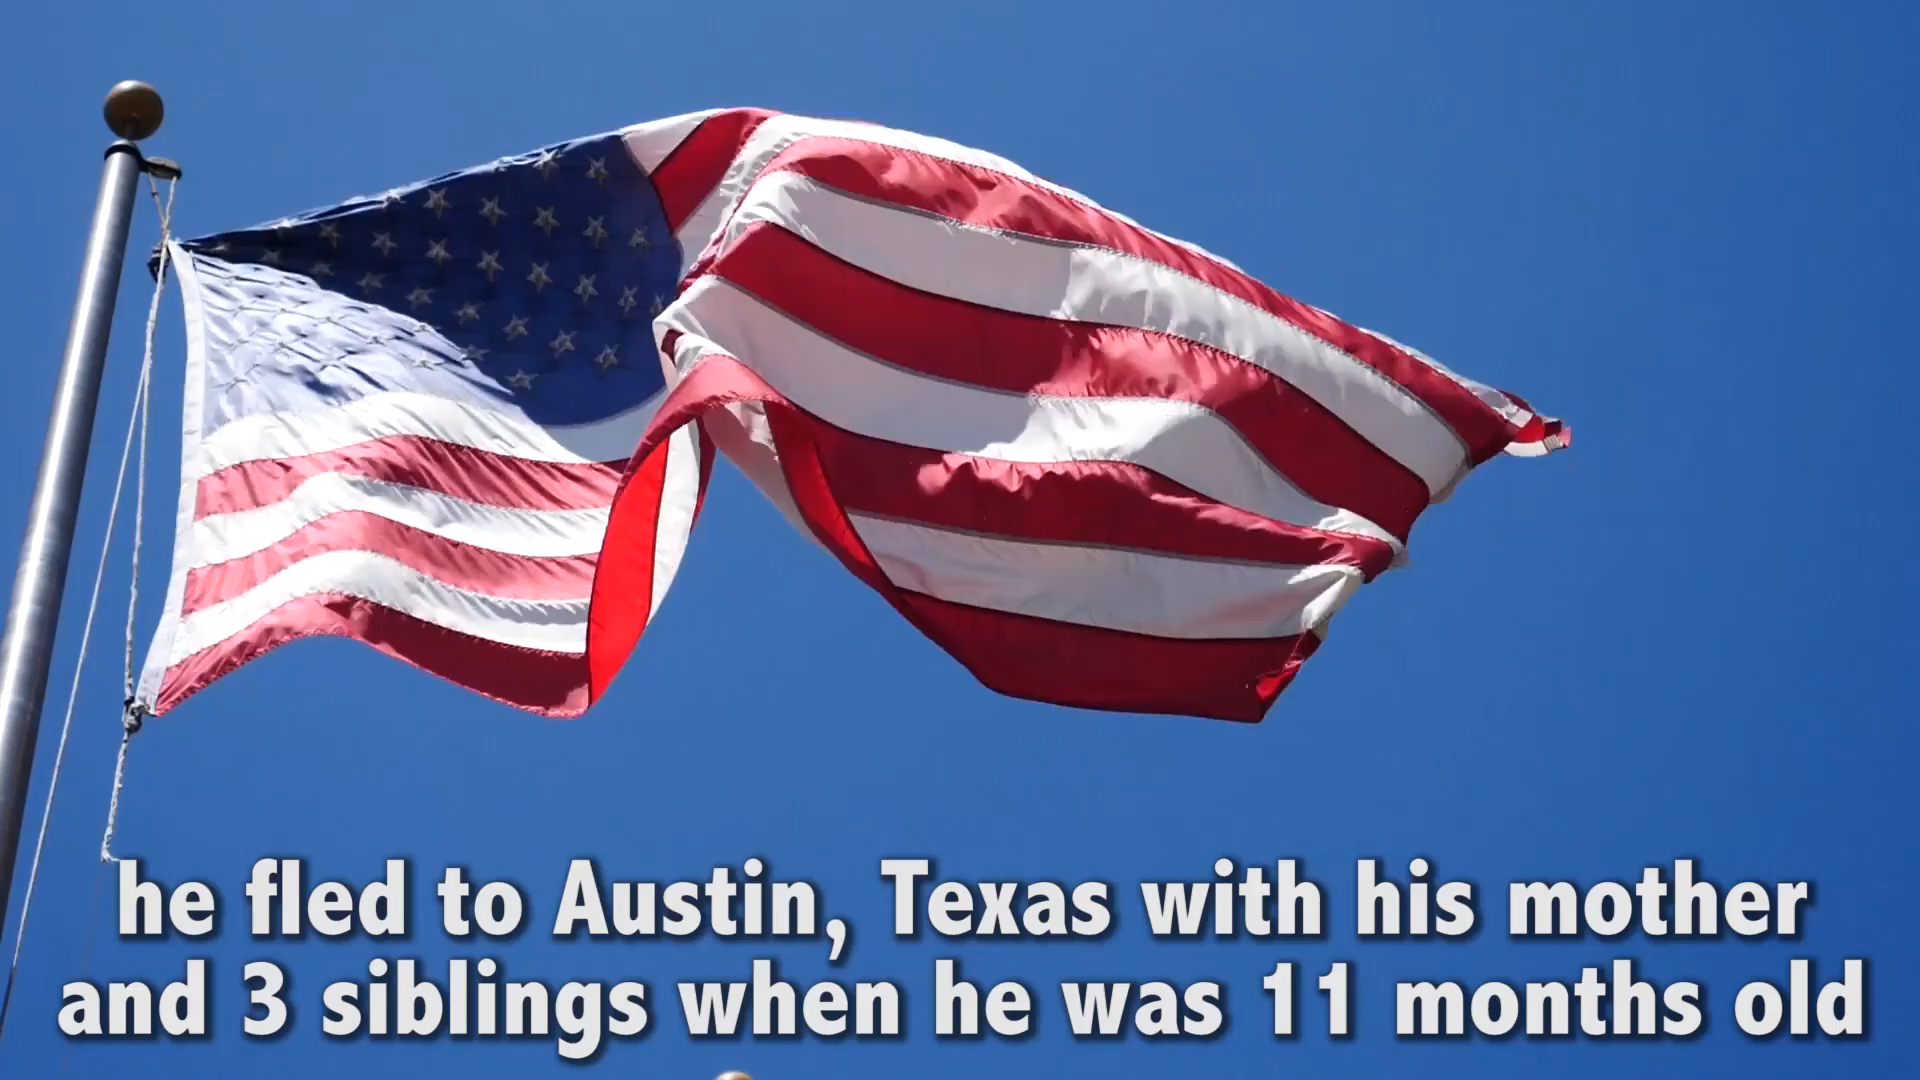 he fled to Austin, Texas with his mother
and 3 siblings when he was 11 months old